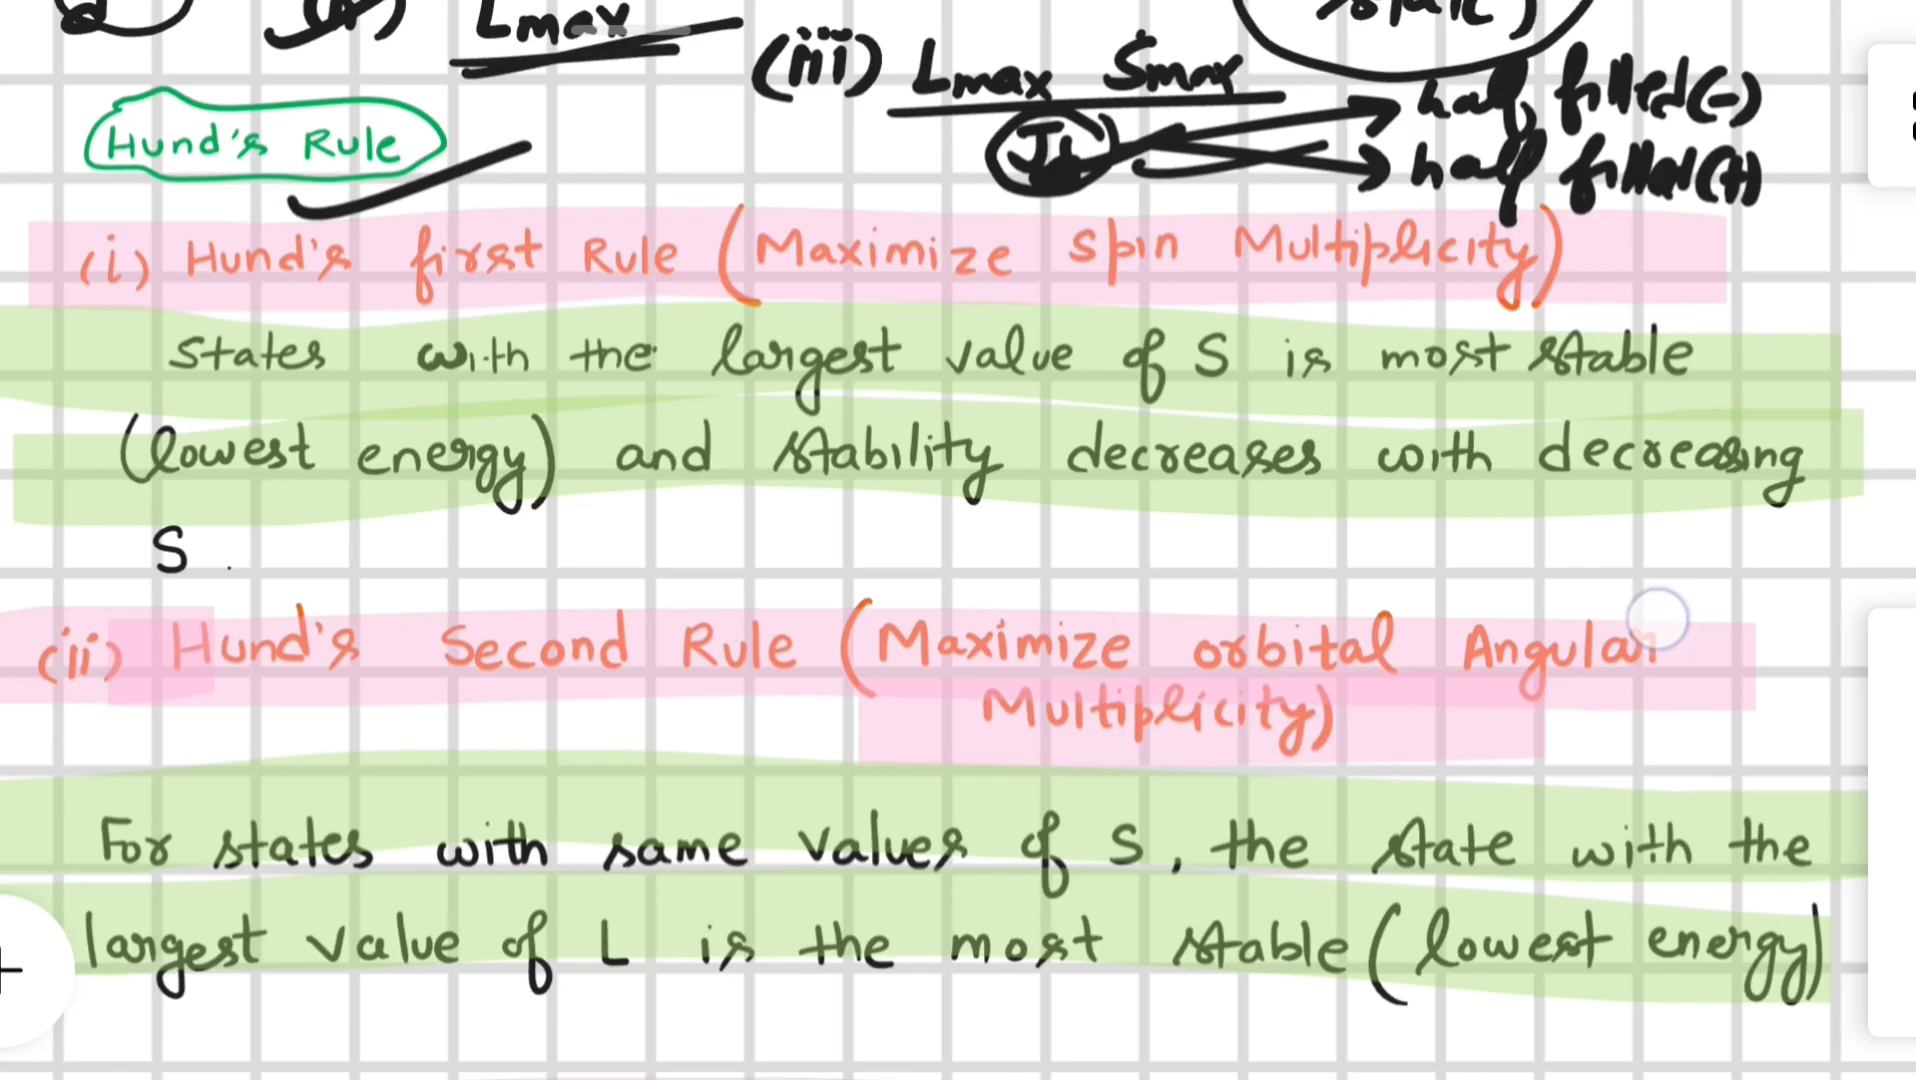 Lmax
(iii) Lmax Smax
half filled(-)
half filled(+)
Hund's Rule
(i) Hund's first Rule (Maximize spin Multiplicity)
states with the largest value of S is most stable
(lowest energy) and stability decreases with decreasing
S.
(ii) Hund's Second Rule (Maximize orbital Angular
Multiplicity)
For states with same values of S, the state with the
largest value of L is the most stable (lowest energy)